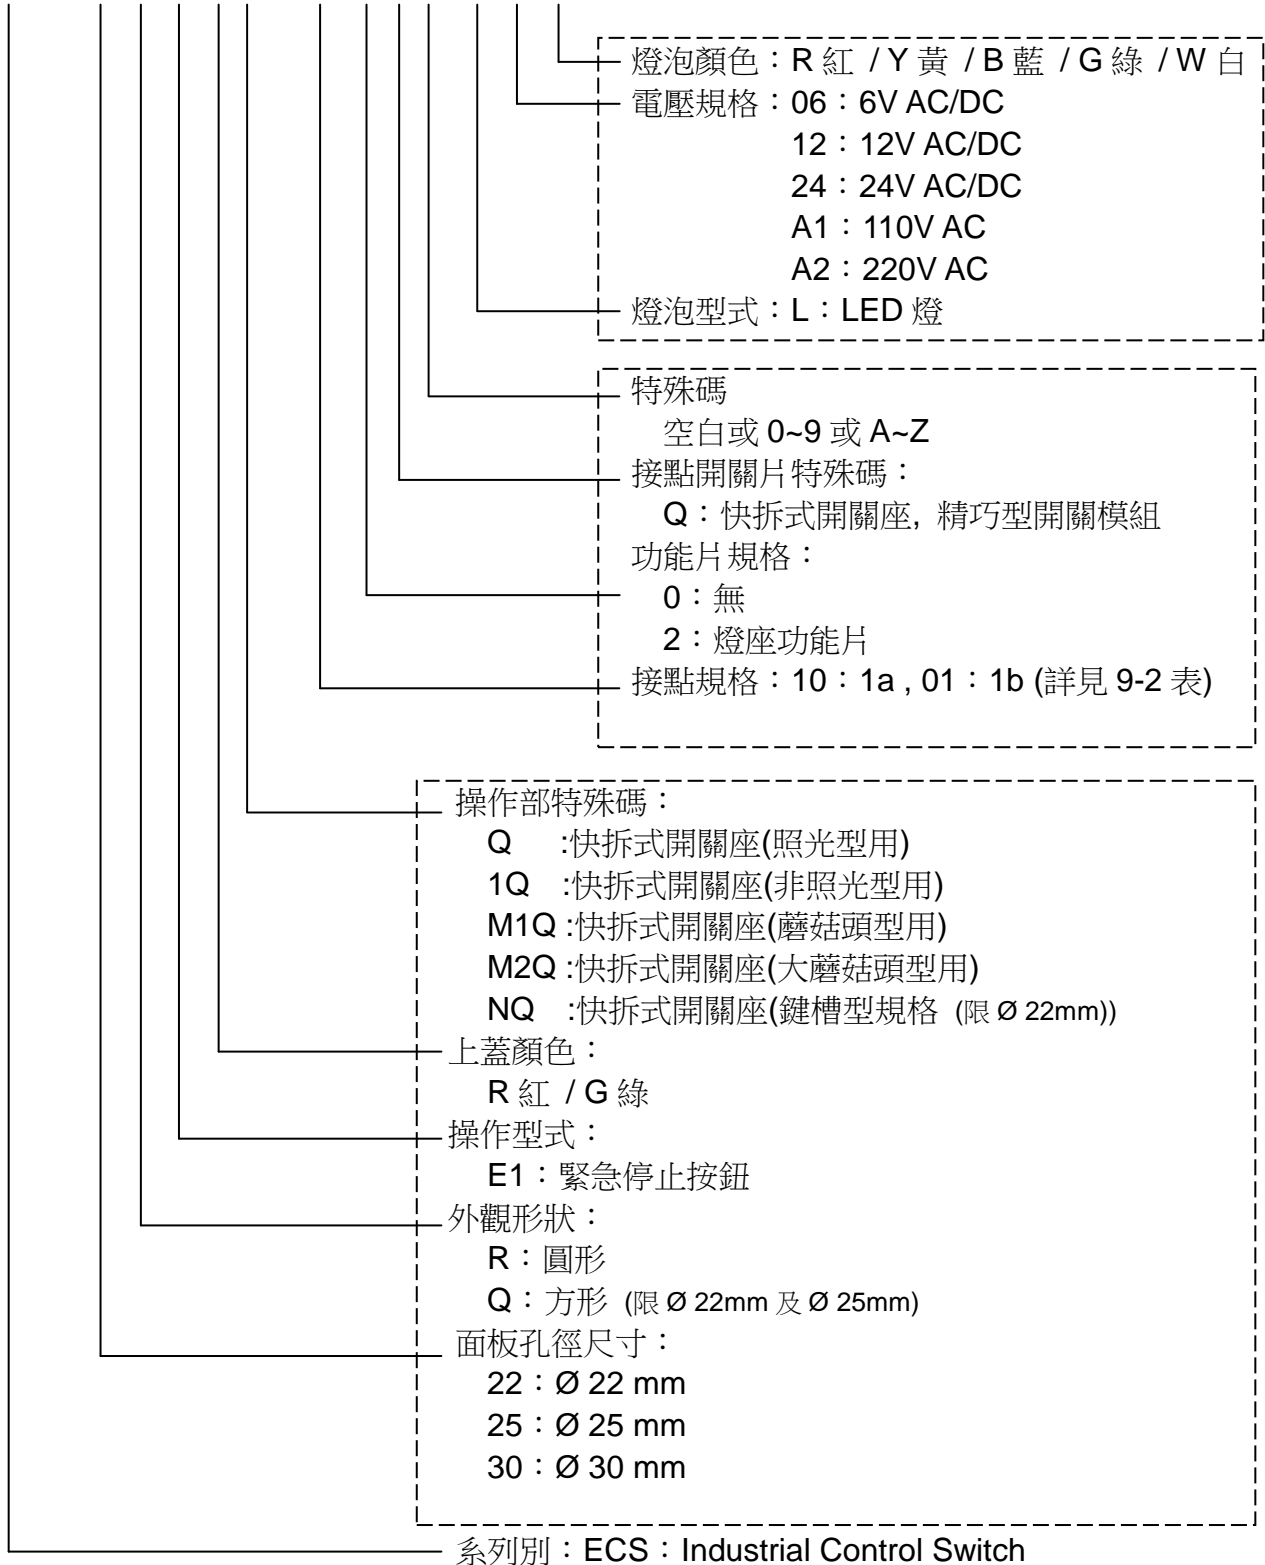 燈泡顏色：R 紅 / Y 黃 / B 藍 / G 綠 / W 白
電壓規格：06：6V AC/DC
12：12V AC/DC
24：24V AC/DC
A1：110V AC
A2：220V AC
燈泡型式：L：LED 燈
特殊碼
空白或 0~9 或 A~Z
接點開關片特殊碼：
Q：快拆式開關座, 精巧型開關模組
功能片規格：
0：無
2：燈座功能片
接點規格：10：1a , 01：1b (詳見 9-2 表)
操作部特殊碼：
Q :快拆式開關座(照光型用)
1Q :快拆式開關座(非照光型用)
M1Q :快拆式開關座(蘑菇頭型用)
M2Q :快拆式開關座(大蘑菇頭型用)
NQ :快拆式開關座(鍵槽型規格 (限 Ø 22mm))
上蓋顏色：
R 紅 / G 綠
操作型式：
E1：緊急停止按鈕
外觀形狀：
R：圓形
Q：方形 (限 Ø 22mm 及 Ø 25mm)
面板孔徑尺寸：
22：Ø 22 mm
25：Ø 25 mm
30：Ø 30 mm
系列別：ECS：Industrial Control Switch